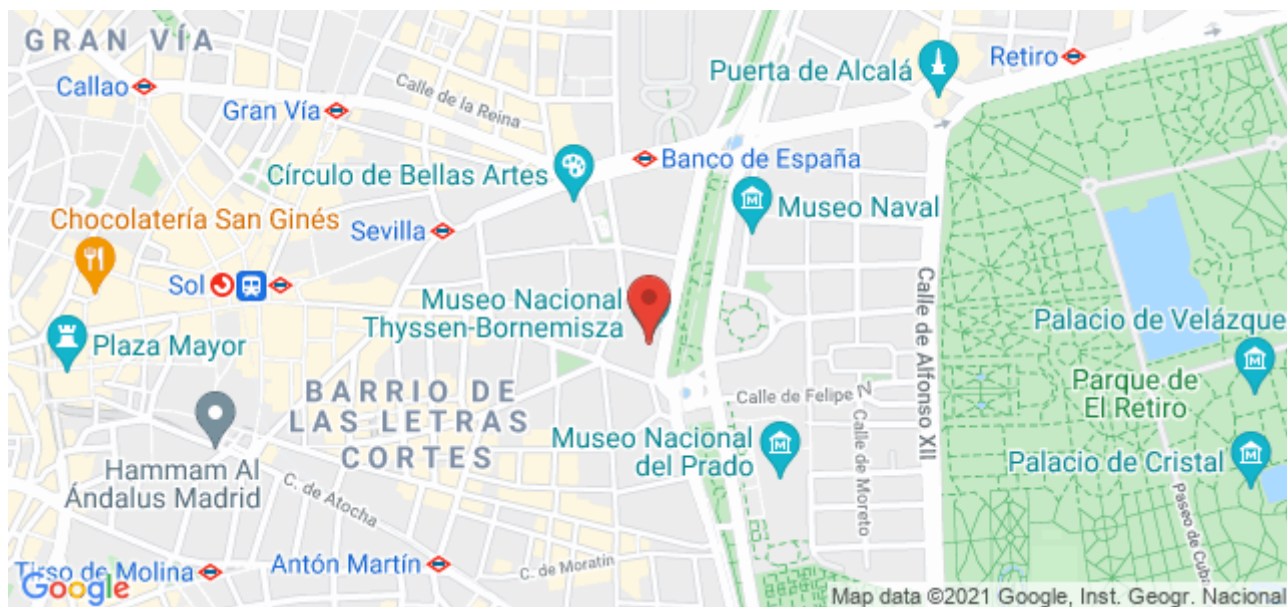 GRAN VÍA
Callao
Gran Vía
Calle de la Reina
Puerta de Alcalá
Retiro
Círculo de Bellas Artes
Banco de España
Chocolatería San Ginés
Sevilla
Museo Naval
Sol
Museo Nacional
Thyssen-Bornemisza
Calle de Alfonso XII
Plaza Mayor
Palacio de Velázque
BARRIO DE
LAS LETRAS
CORTES
Calle de Felipe
Parque de
El Retiro
Hammam Al
Ándalus Madrid
Museo Nacional
del Prado
Calle de Moreto
Palacio de Cristal
C. de Atocha
Paseo de Cuba
Tirso de Molina
Antón Martín
C. de Moratín
Google
Map data ©2021 Google, Inst. Geogr. Nacional